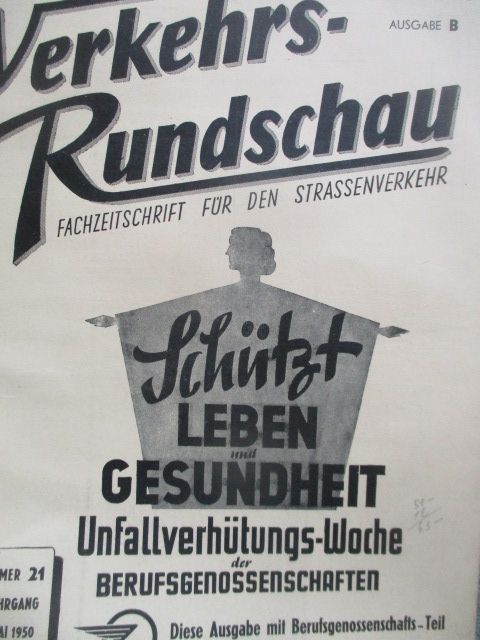 Verkehrs-
AUSGABE B
Rundschau
FACHZEITSCHRIFT FÜR DEN STRASSENVERKEHR
Schützt
LEBEN
und
GESUNDHEIT
Unfallverhütungs-Woche
der
BERUFSGENOSSENSCHAFTEN
MER 21
HRGANG
AI 1950
Diese Ausgabe mit Berufsgenossenschafts-Teil